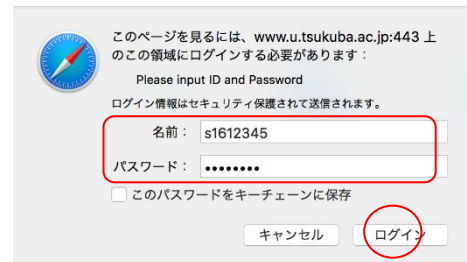 このページを見るには、www.u.tsukuba.ac.jp:443 上
のこの領域にログインする必要があります：
Please input ID and Password
ログイン情報はセキュリティ保護されて送信されます。
名前： s1612345
パスワード： ••••••••
このパスワードをキーチェーンに保存
キャンセル ログイン